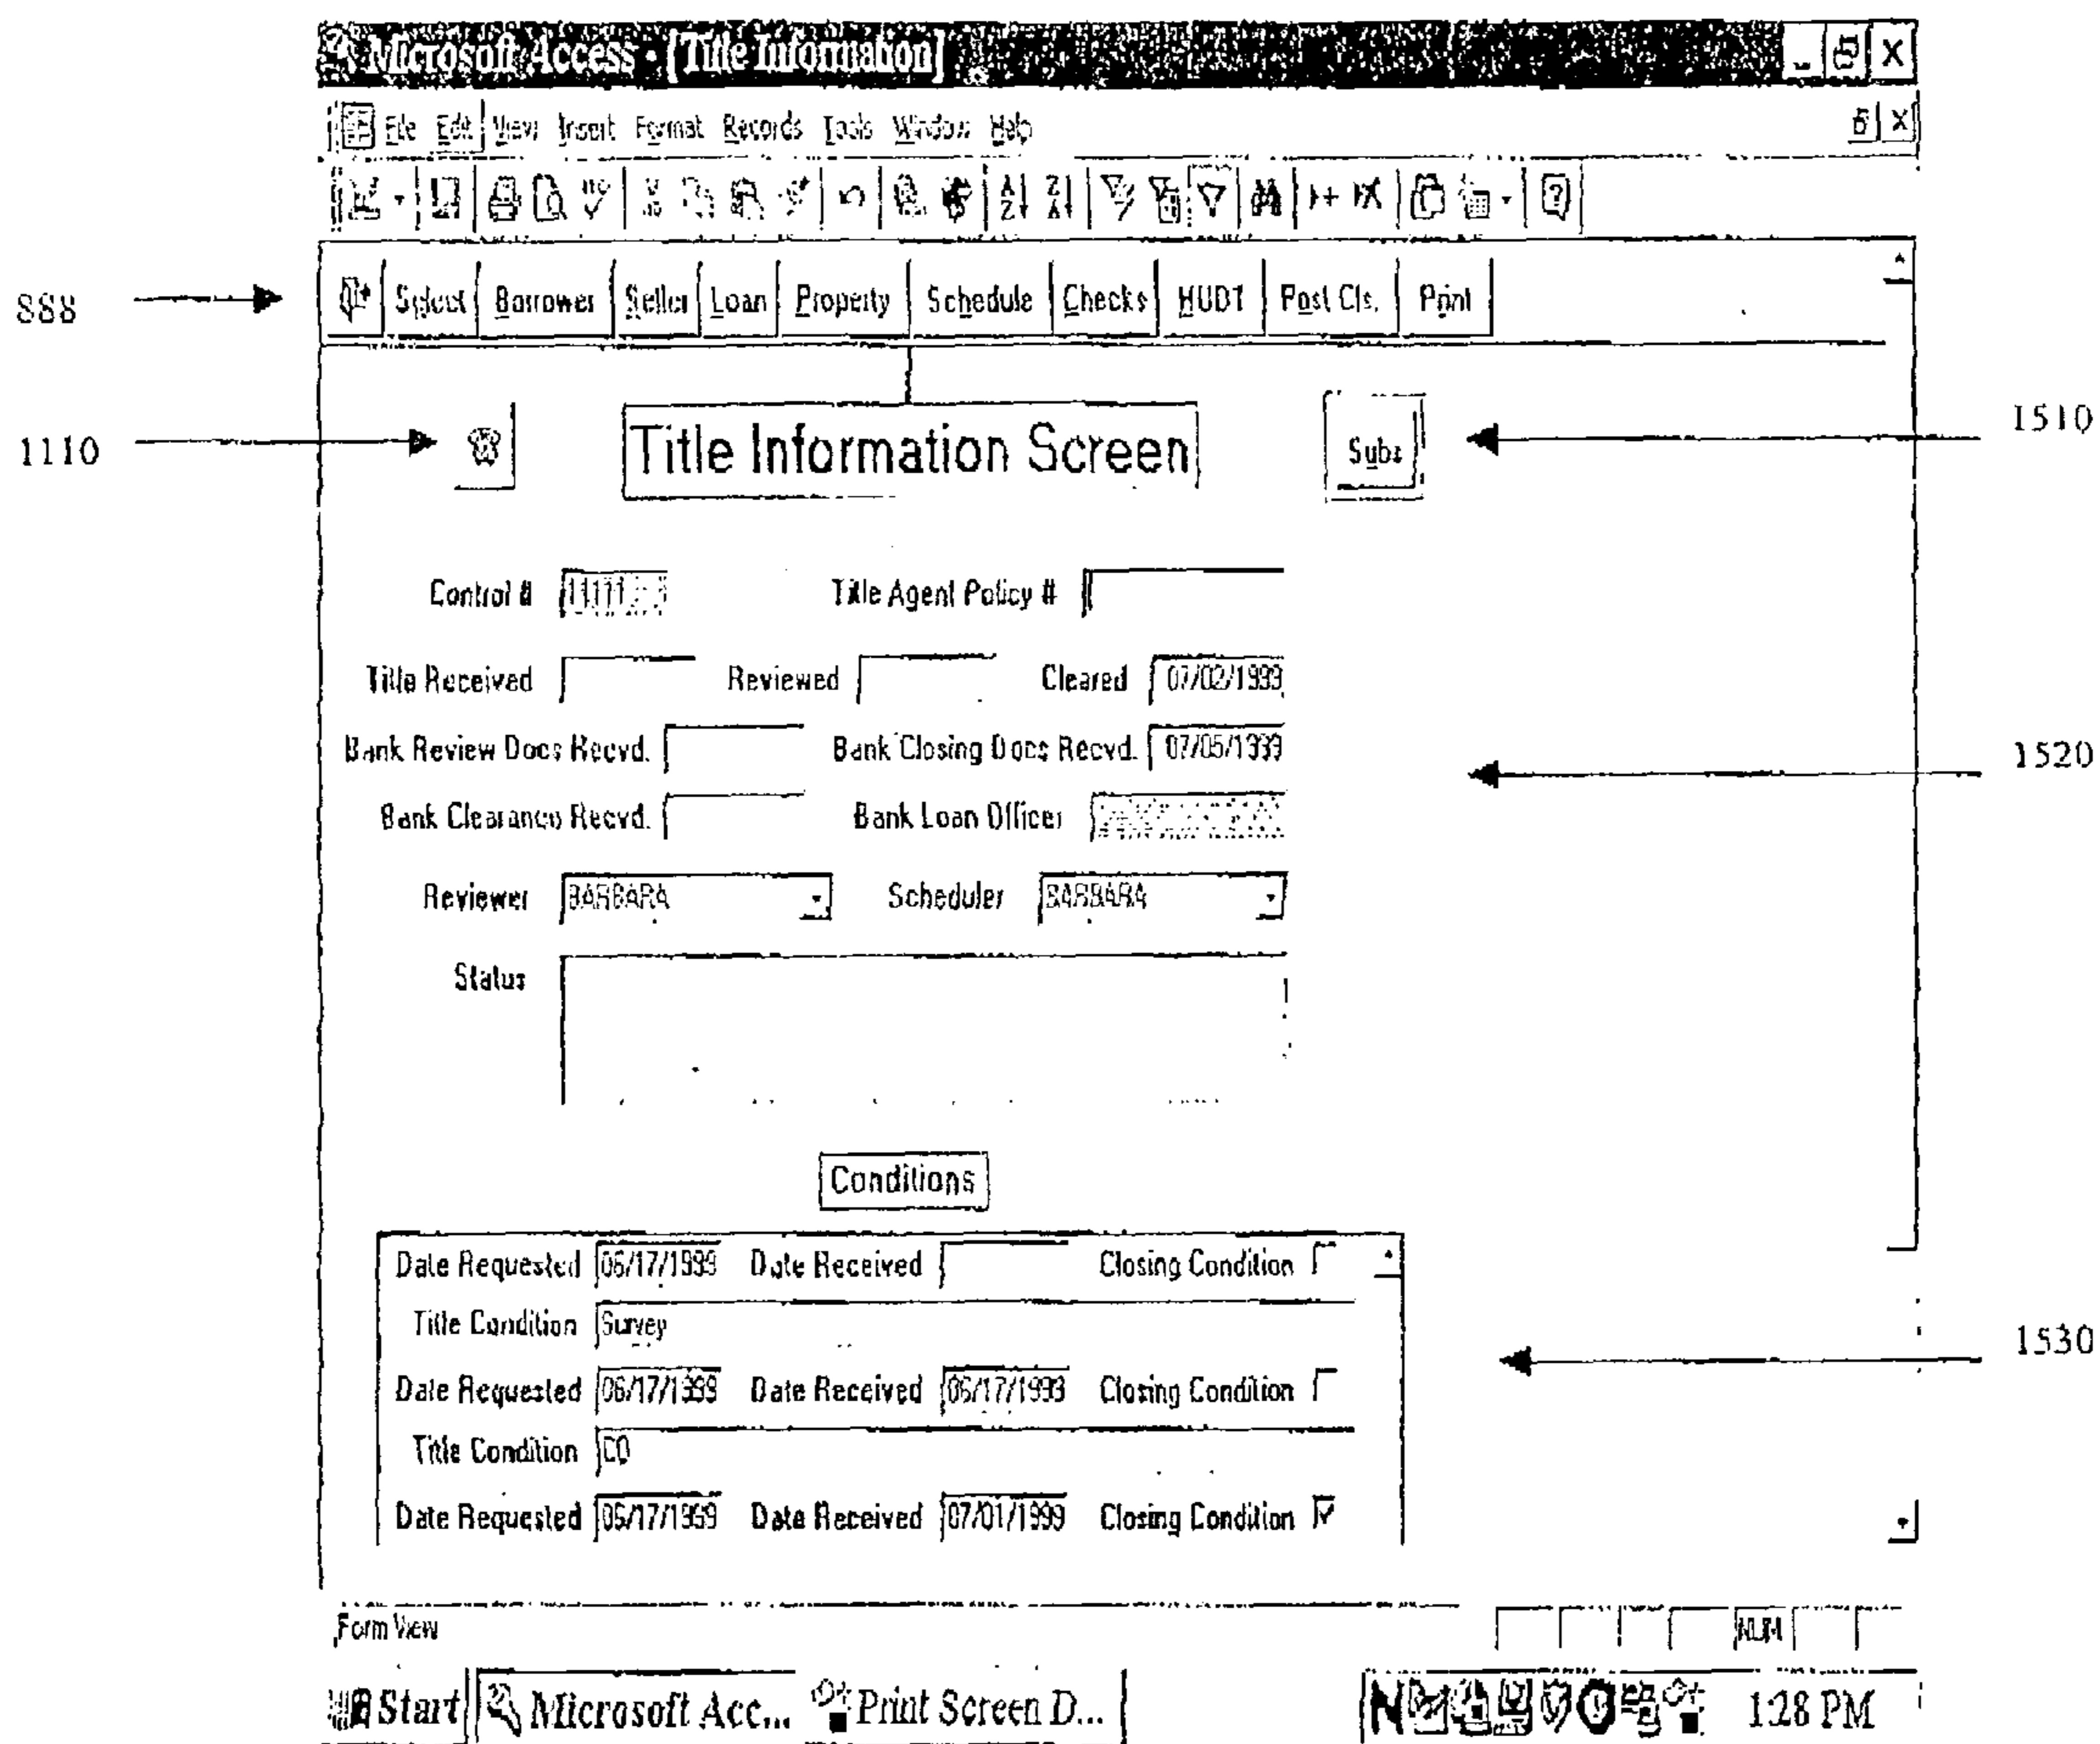 Microsoft Access - [Title Information]
File Edit View Insert Format Records Tools Window Help
888
Select Borrower Seller Loan Property Schedule Checks HUD1 Post Cls. Print
1110
Title Information Screen
Subs
1510
Control # 11111
Title Agent Policy #
Title Received Reviewed Cleared 07/02/1999
Bank Review Docs Recvd. Bank Closing Docs Recvd. 07/05/1999
1520
Bank Clearance Recvd. Bank Loan Officer
Reviewer BARBARA Scheduler BARBARA
Status
Conditions
Date Requested 06/17/1999 Date Received Closing Condition
Title Condition Survey
1530
Date Requested 06/17/1999 Date Received 06/17/1999 Closing Condition
Title Condition CO
Date Requested 06/17/1999 Date Received 07/01/1999 Closing Condition
Form View
NUM
Start Microsoft Acc... Print Screen D... 1:28 PM